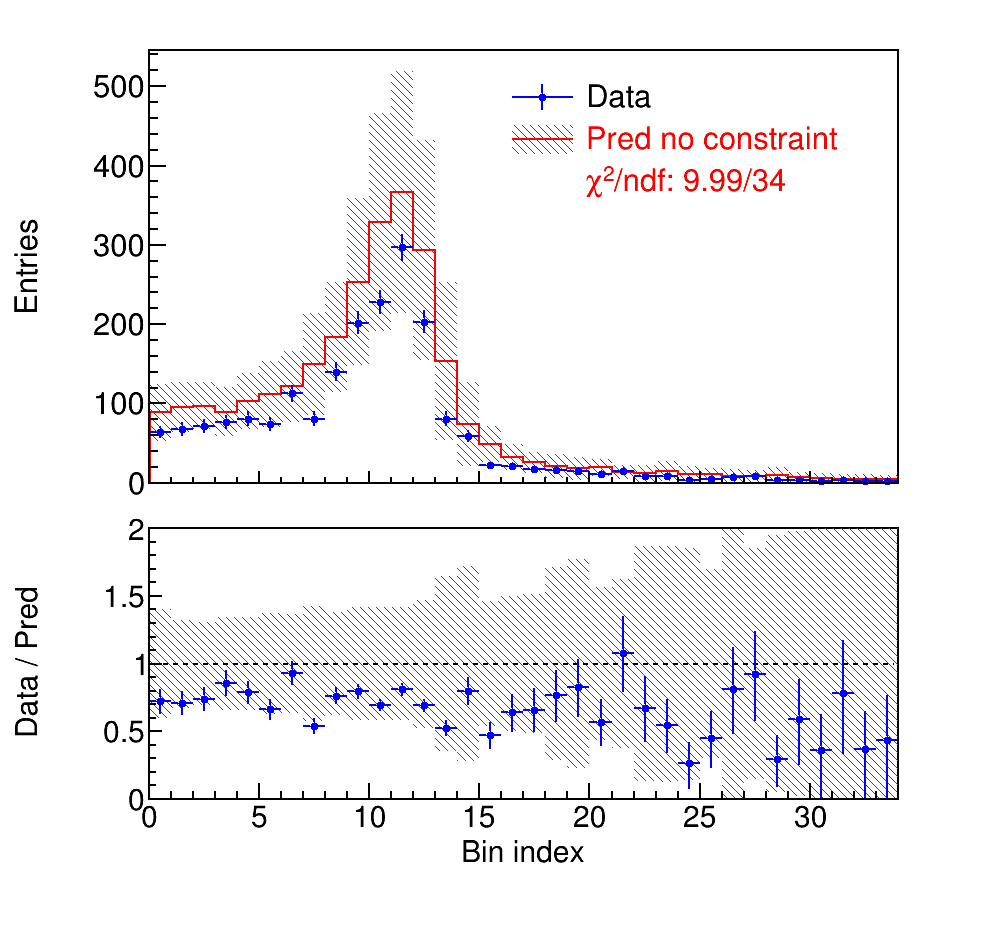 500
400
300
200
100
0
Entries
Data
Pred no constraint
χ²/ndf: 9.99/34
2
1.5
1
0.5
0
Data / Pred
0 5 10 15 20 25 30
Bin index